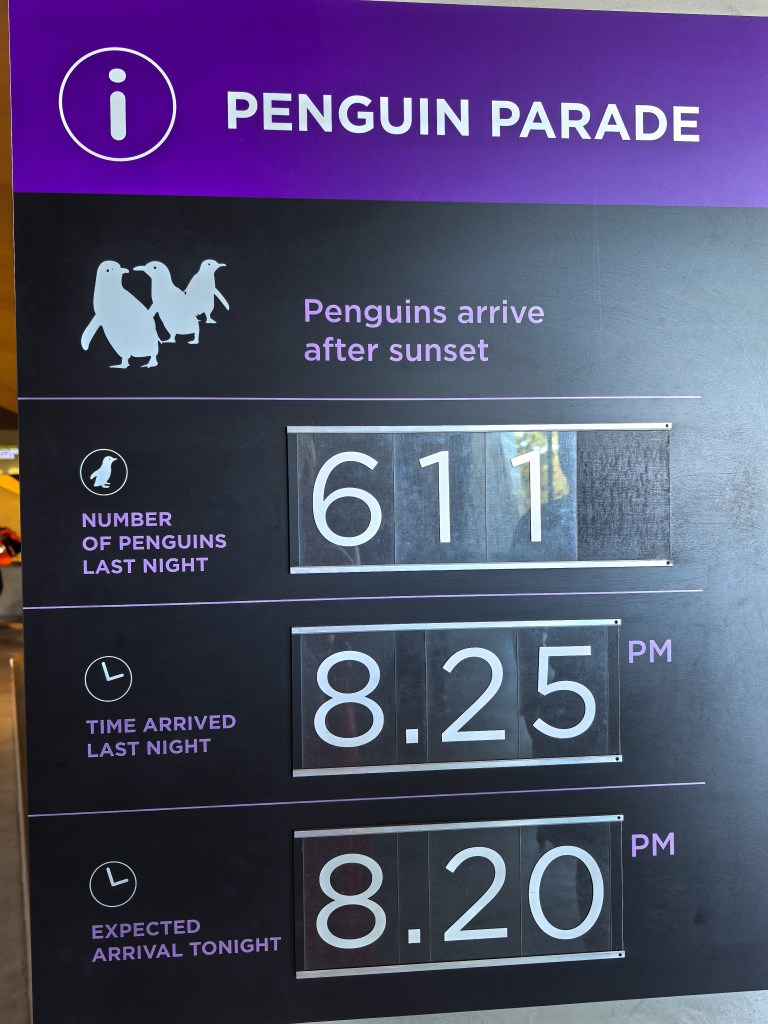 i
PENGUIN PARADE
Penguins arrive
after sunset
NUMBER
OF PENGUINS
LAST NIGHT
611
TIME ARRIVED
LAST NIGHT
8.25 PM
EXPECTED
ARRIVAL TONIGHT
8.20 PM